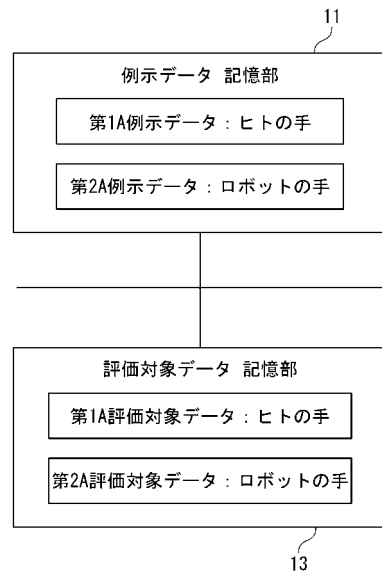 11
例示データ 記憶部
第1A例示データ：ヒトの手
第2A例示データ：ロボットの手
評価対象データ 記憶部
第1A評価対象データ：ヒトの手
第2A評価対象データ：ロボットの手
13